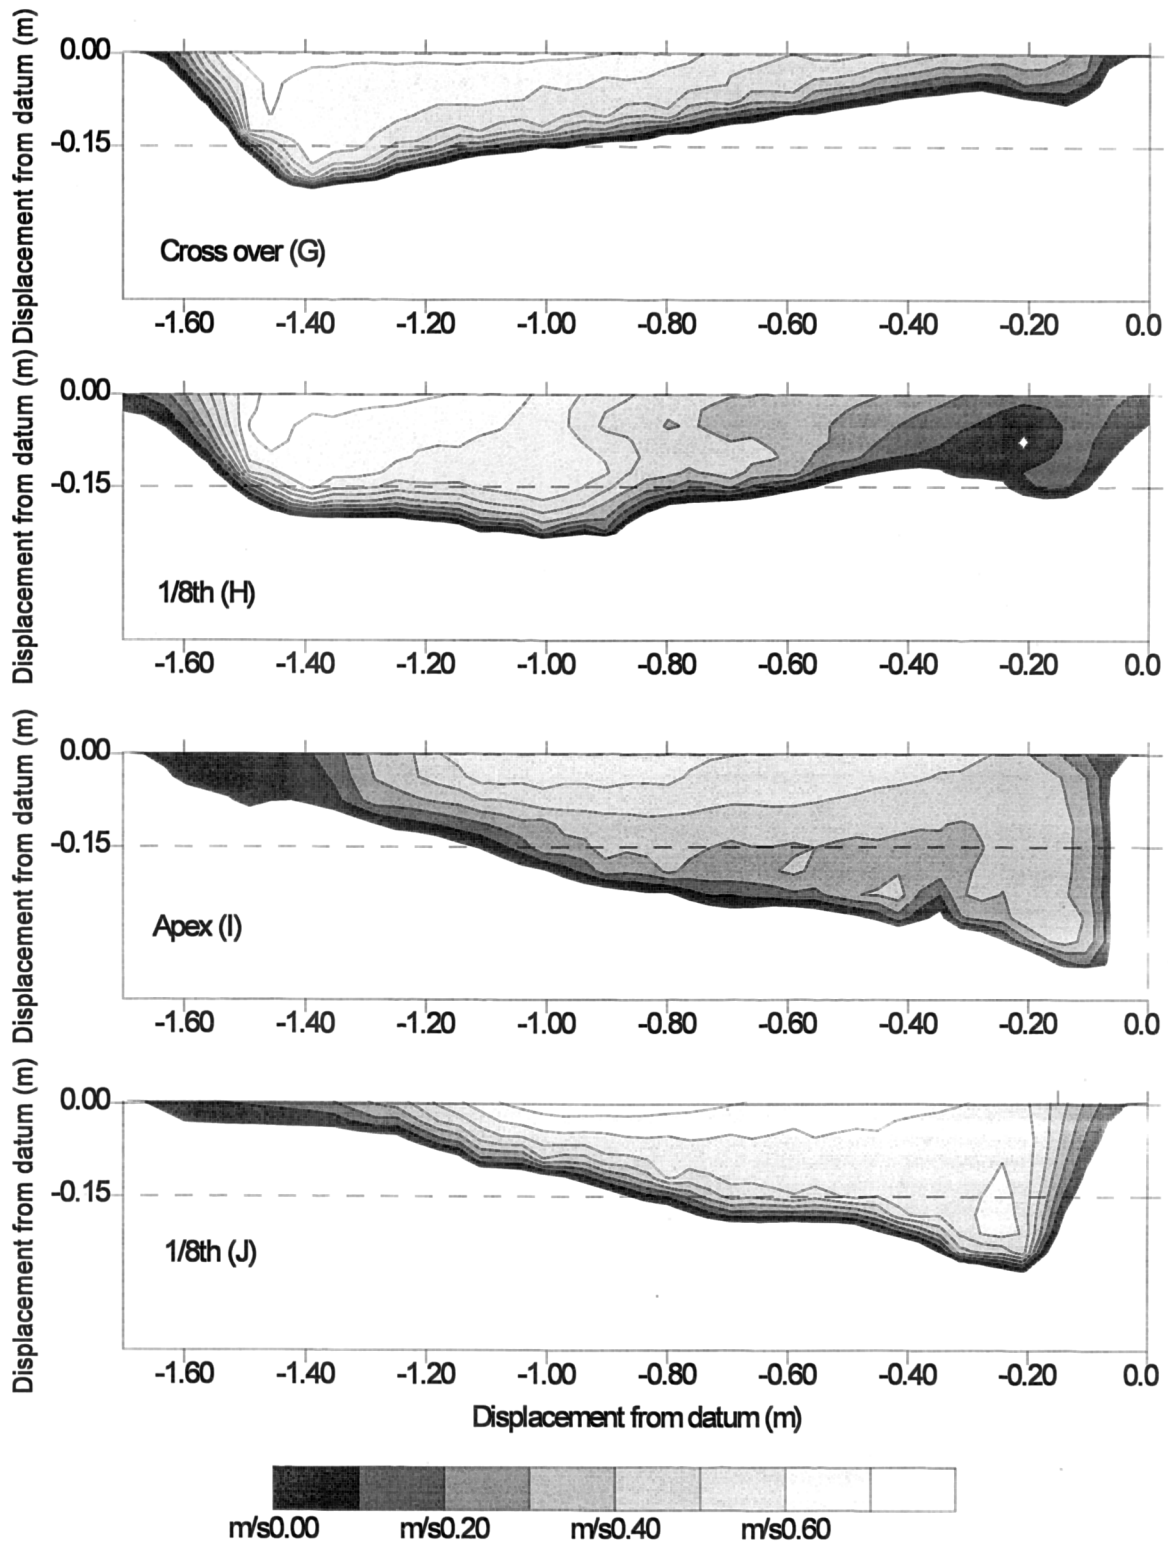 Displacement from datum (m)
0.00
-0.15
Cross over (G)
-1.60 -1.40 -1.20 -1.00 -0.80 -0.60 -0.40 -0.20 0.0
Displacement from datum (m)
0.00
-0.15
1/8th (H)
-1.60 -1.40 -1.20 -1.00 -0.80 -0.60 -0.40 -0.20 0.0
Displacement from datum (m)
0.00
-0.15
Apex (I)
-1.60 -1.40 -1.20 -1.00 -0.80 -0.60 -0.40 -0.20 0.0
Displacement from datum (m)
0.00
-0.15
1/8th (J)
-1.60 -1.40 -1.20 -1.00 -0.80 -0.60 -0.40 -0.20 0.0
Displacement from datum (m)
m/s0.00 m/s0.20 m/s0.40 m/s0.60